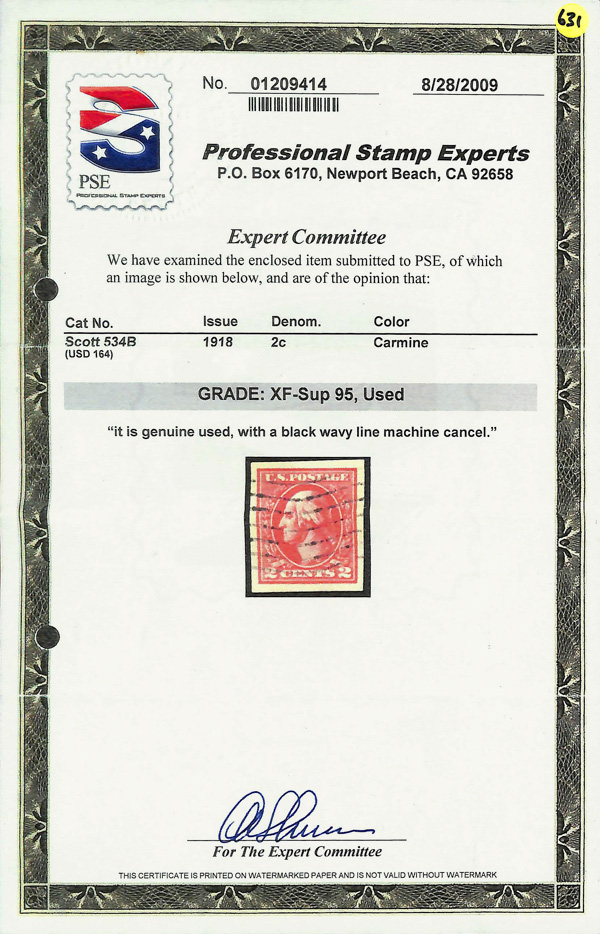 631
No. 01209414 8/28/2009
PSE
PROFESSIONAL STAMP EXPERTS
Professional Stamp Experts
P.O. Box 6170, Newport Beach, CA 92658
Expert Committee
We have examined the enclosed item submitted to PSE, of which
an image is shown below, and are of the opinion that:
Cat No. Issue Denom. Color
Scott 534B 1918 2c Carmine
(USD 164)
GRADE: XF-Sup 95, Used
“it is genuine used, with a black wavy line machine cancel.”
U.S. POSTAGE
2 CENTS 2
For The Expert Committee
THIS CERTIFICATE IS PRINTED ON WATERMARKED PAPER AND IS NOT VALID WITHOUT WATERMARK